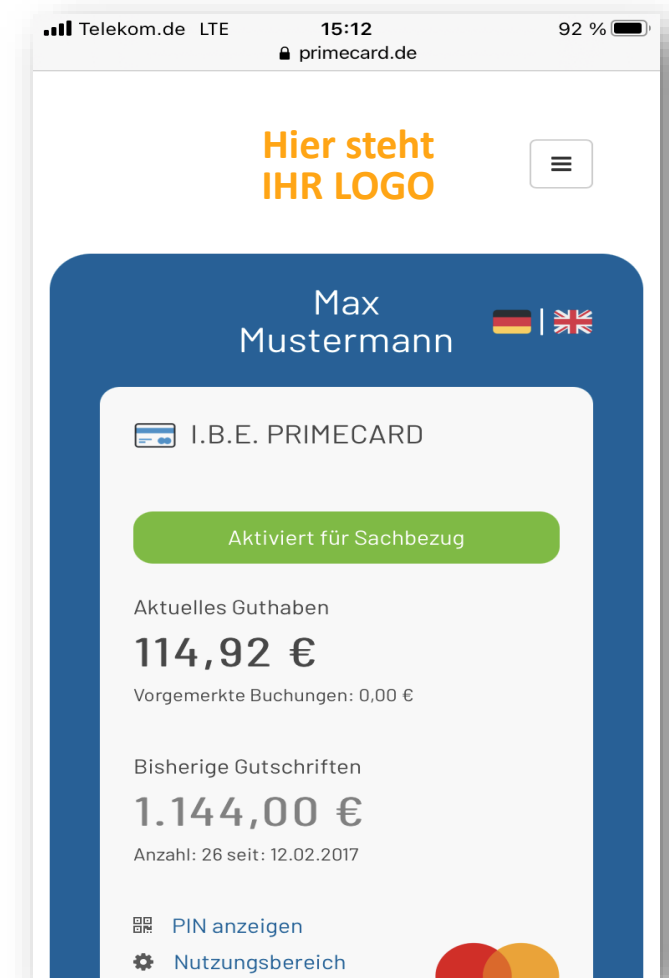 Telekom.de LTE 15:12 92 %
primecard.de
Hier steht
IHR LOGO
Max
Mustermann
I.B.E. PRIMECARD
Aktiviert für Sachbezug
Aktuelles Guthaben
114,92 €
Vorgemerkte Buchungen: 0,00 €
Bisherige Gutschriften
1.144,00 €
Anzahl: 26 seit: 12.02.2017
PIN anzeigen
Nutzungsbereich